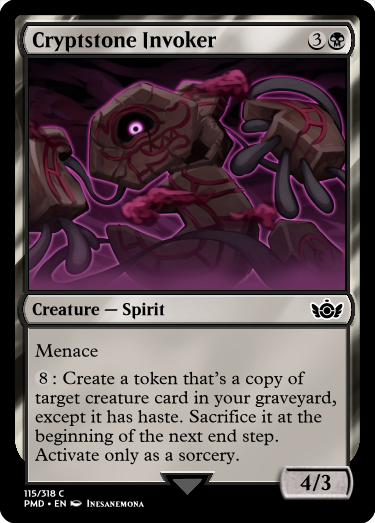 Cryptstone Invoker 3
Creature — Spirit
Menace
8: Create a token that's a copy of
target creature card in your graveyard,
except it has haste. Sacrifice it at the
beginning of the next end step.
Activate only as a sorcery.
4/3
115/318 C
PMD • EN Inesanemona